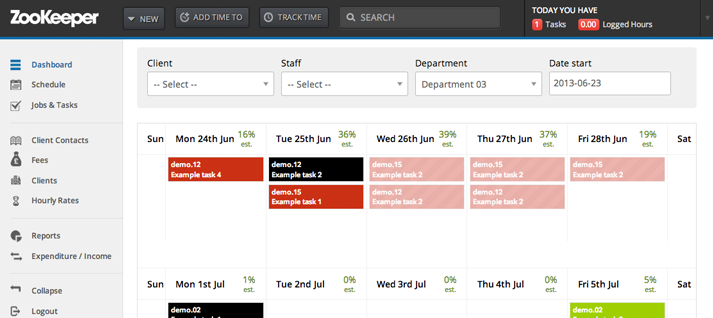 ZooKeeper
NEW
ADD TIME TO
TRACK TIME
SEARCH
TODAY YOU HAVE
1 Tasks 0.00 Logged Hours
Dashboard
Schedule
Jobs & Tasks
Client Contacts
Fees
Clients
Hourly Rates
Reports
Expenditure / Income
Collapse
Logout
Client Staff Department Date start
-- Select -- -- Select -- Department 03 2013-06-23
Sun Mon 24th Jun 16% est. Tue 25th Jun 36% est. Wed 26th Jun 39% est. Thu 27th Jun 37% est. Fri 28th Jun 19% est. Sat
demo.12 demo.12 demo.15 demo.15 demo.15
Example task 4 Example task 2 Example task 2 Example task 2 Example task 2
demo.15 demo.12 demo.12
Example task 1 Example task 2 Example task 2
Sun Mon 1st Jul 1% est. Tue 2nd Jul 0% est. Wed 3rd Jul 0% est. Thu 4th Jul 0% est. Fri 5th Jul 5% est. Sat
demo.02 demo.02